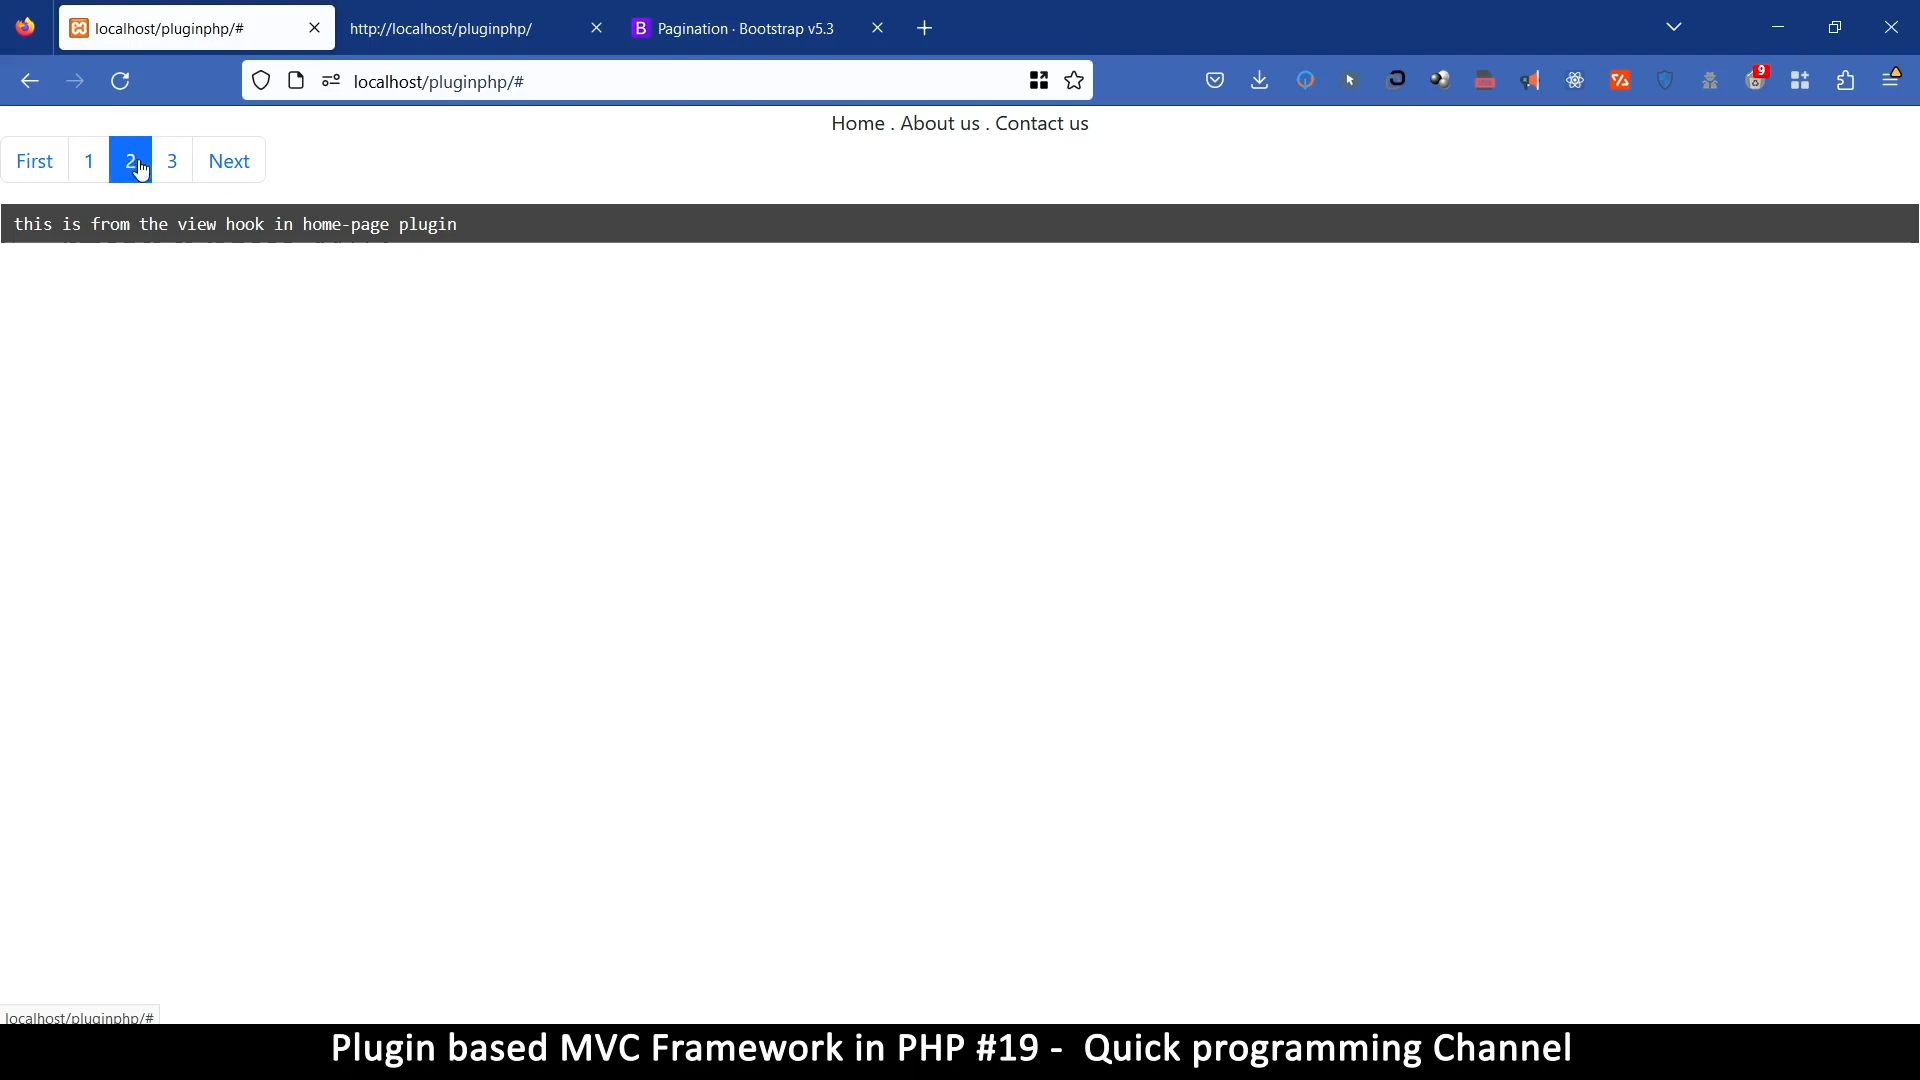 localhost/pluginphp/#
http://localhost/pluginphp/
B Pagination · Bootstrap v5.3
localhost/pluginphp/#
9
Home . About us . Contact us
First 1 2 3 Next
this is from the view hook in home-page plugin
localhost/pluginphp/#
Plugin based MVC Framework in PHP #19 - Quick programming Channel